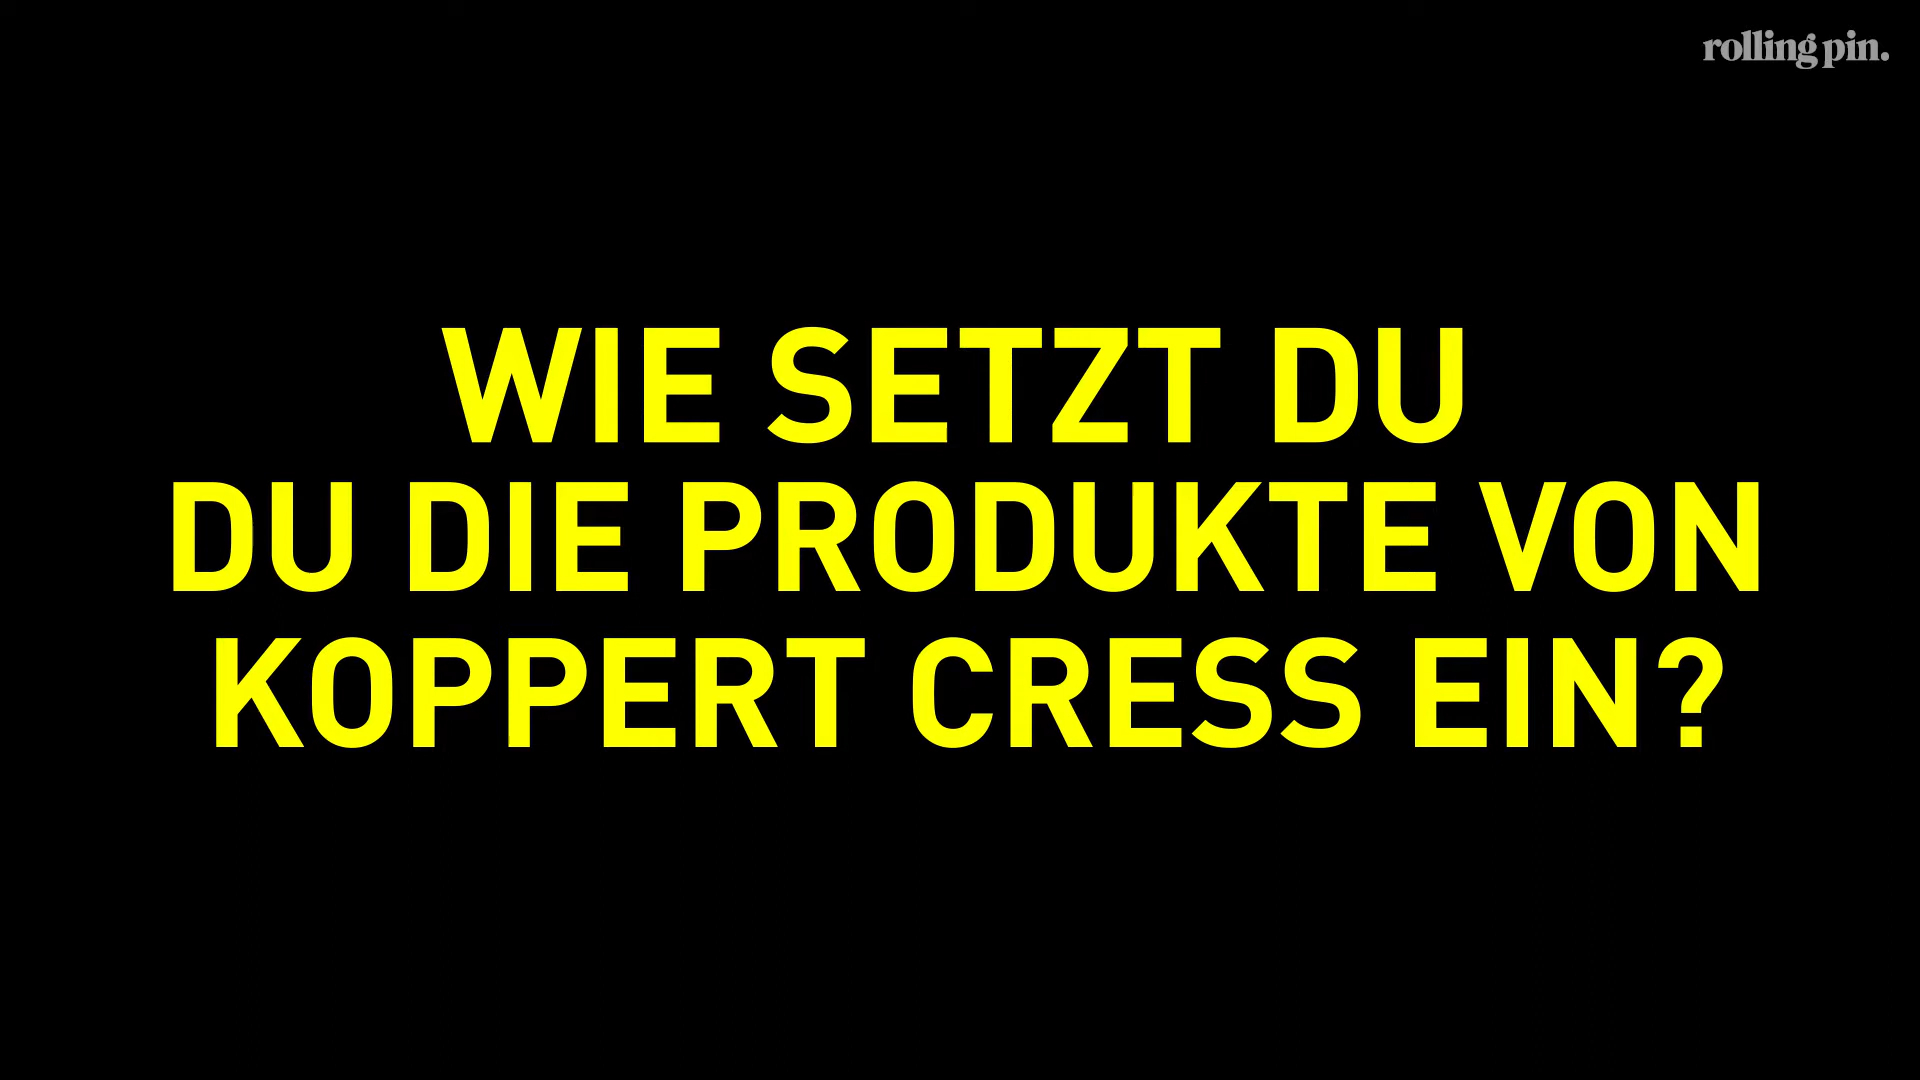 rolling pin.
WIE SETZT DU
DU DIE PRODUKTE VON
KOPPERT CRESS EIN?